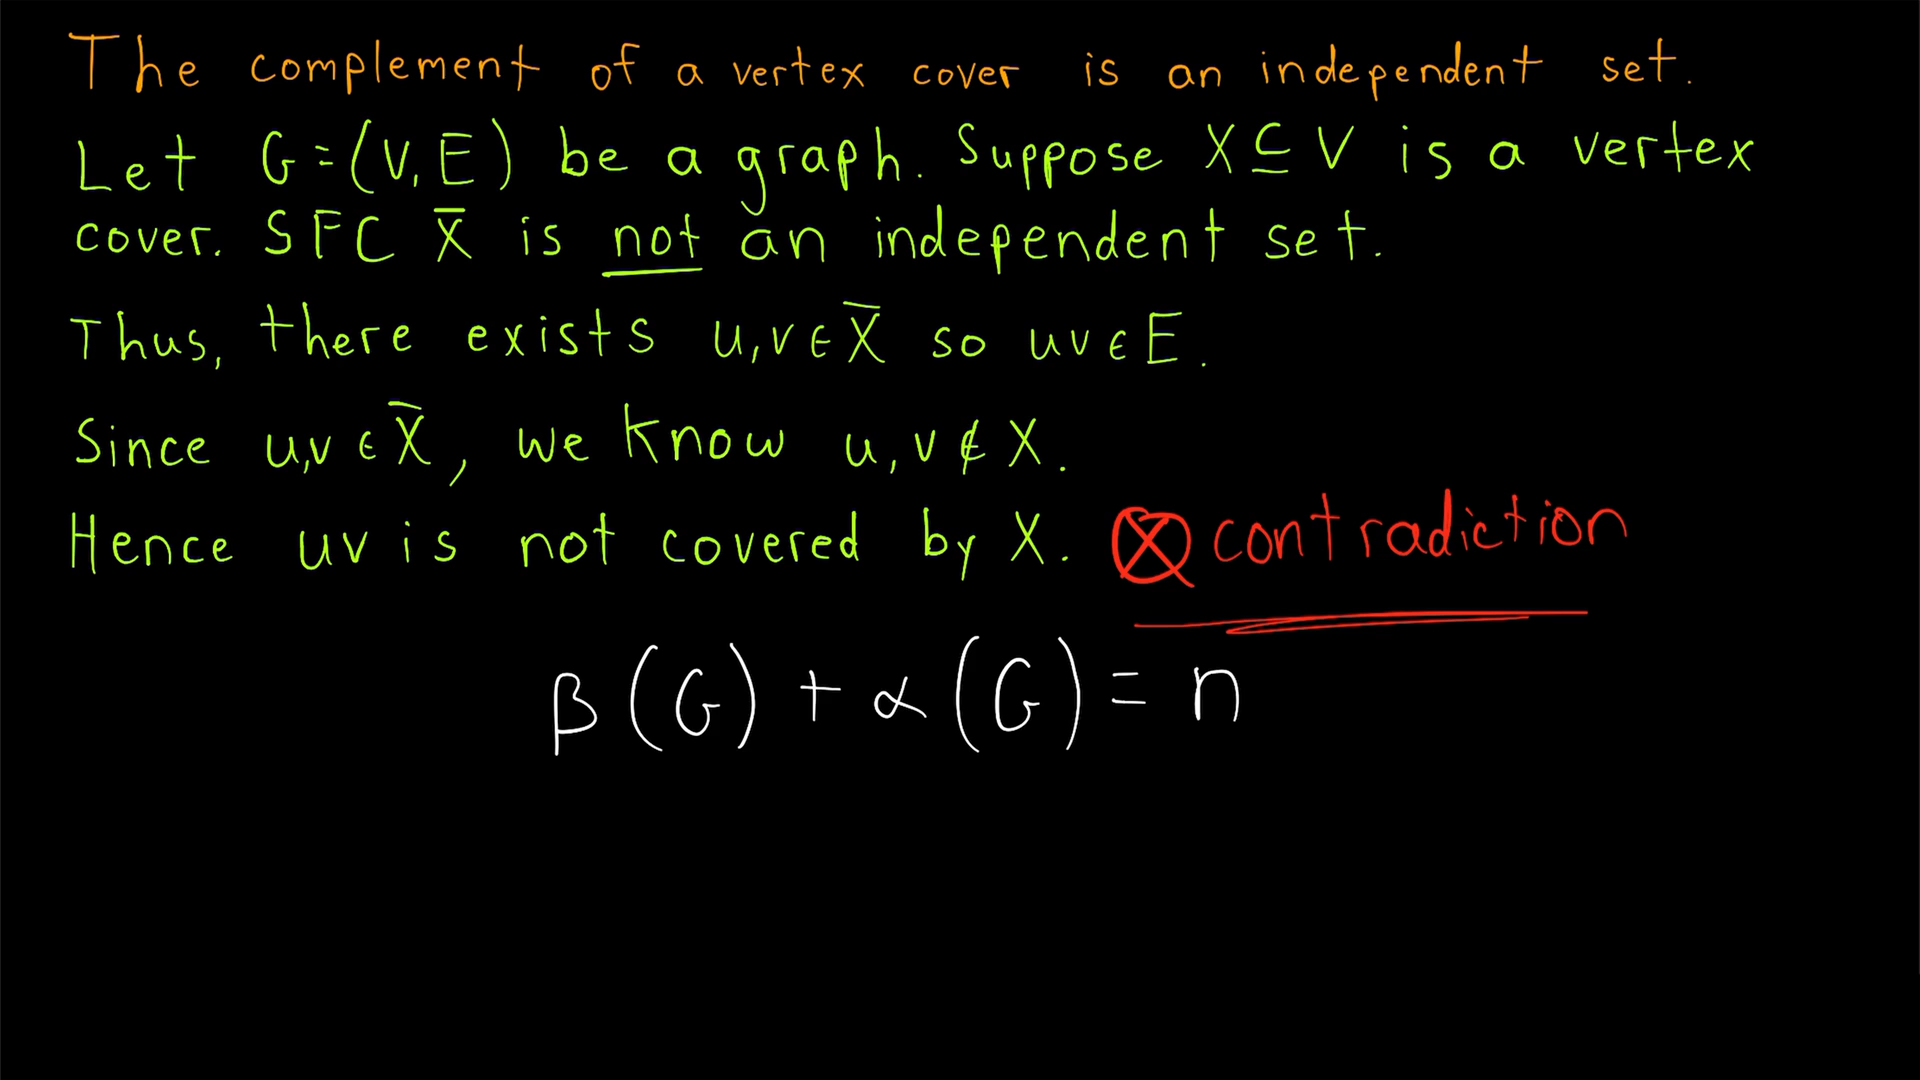 The complement of a vertex cover is an independent set.
Let G=(V,E) be a graph. Suppose X⊆V is a vertex
cover. SFC X̅ is not an independent set.
Thus, there exists u,v∈X̅ so uv∈E.
Since u,v∈X̅, we know u,v∉X.
Hence uv is not covered by X. ⊗ contradiction
β(G)+α(G)=n